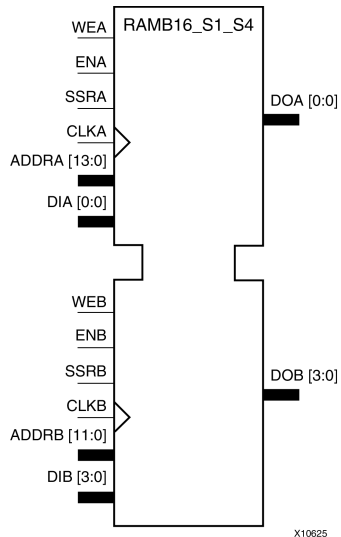 RAMB16_S1_S4
WEA
ENA
SSRA
CLKA
ADDRA [13:0]
DIA [0:0]
DOA [0:0]
WEB
ENB
SSRB
CLKB
ADDRB [11:0]
DIB [3:0]
DOB [3:0]
X10625